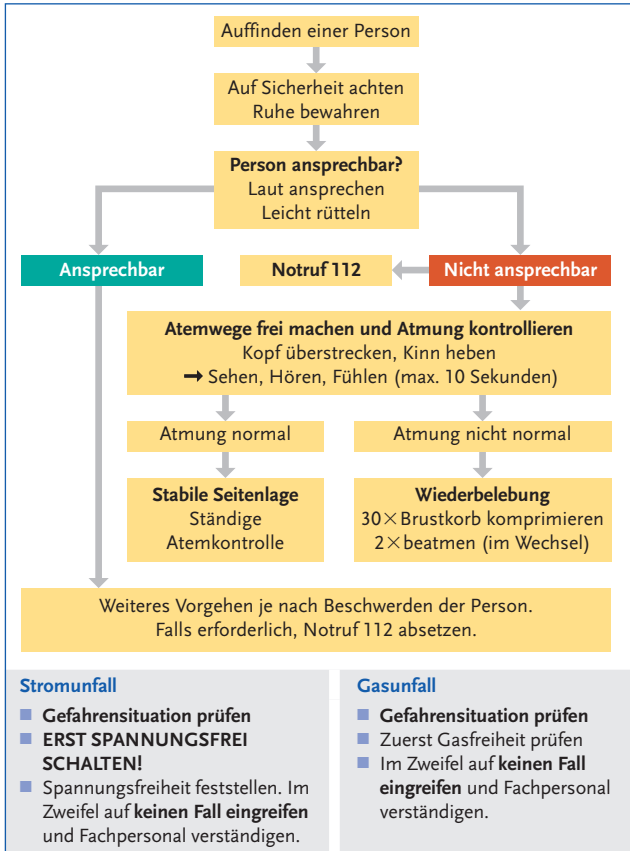 Auffinden einer Person
Auf Sicherheit achten
Ruhe bewahren
Person ansprechbar?
Laut ansprechen
Leicht rütteln
Ansprechbar
Notruf 112
Nicht ansprechbar
Atemwege frei machen und Atmung kontrollieren
Kopf überstrecken, Kinn heben
➞ Sehen, Hören, Fühlen (max. 10 Sekunden)
Atmung normal
Atmung nicht normal
Stabile Seitenlage
Ständige
Atemkontrolle
Wiederbelebung
30×Brustkorb komprimieren
2×beatmen (im Wechsel)
Weiteres Vorgehen je nach Beschwerden der Person.
Falls erforderlich, Notruf 112 absetzen.
Stromunfall
■ Gefahrensituation prüfen
■ ERST SPANNUNGSFREI
SCHALTEN!
■ Spannungsfreiheit feststellen. Im
Zweifel auf keinen Fall eingreifen
und Fachpersonal verständigen.
Gasunfall
■ Gefahrensituation prüfen
■ Zuerst Gasfreiheit prüfen
■ Im Zweifel auf keinen Fall
eingreifen und Fachpersonal
verständigen.